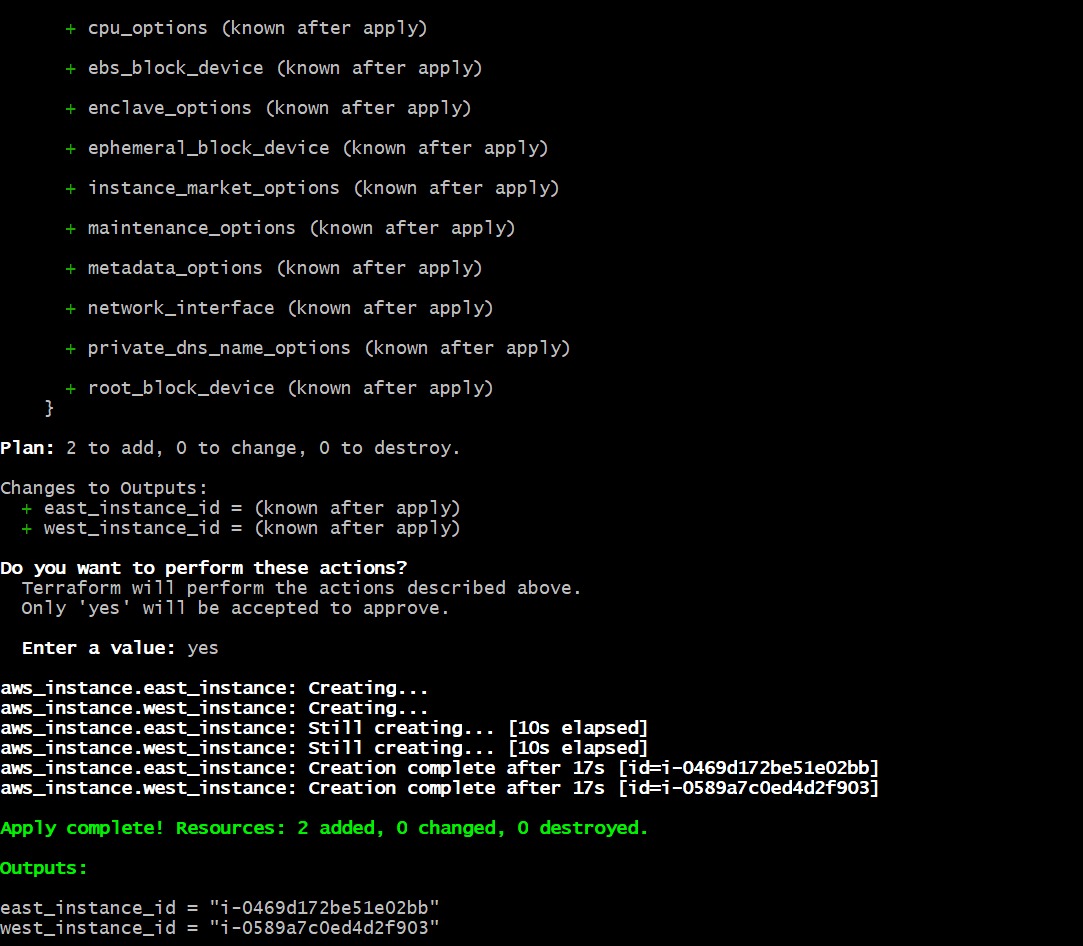 + cpu_options (known after apply)
+ ebs_block_device (known after apply)
+ enclave_options (known after apply)
+ ephemeral_block_device (known after apply)
+ instance_market_options (known after apply)
+ maintenance_options (known after apply)
+ metadata_options (known after apply)
+ network_interface (known after apply)
+ private_dns_name_options (known after apply)
+ root_block_device (known after apply)
}
Plan: 2 to add, 0 to change, 0 to destroy.
Changes to Outputs:
+ east_instance_id = (known after apply)
+ west_instance_id = (known after apply)
Do you want to perform these actions?
Terraform will perform the actions described above.
Only 'yes' will be accepted to approve.
Enter a value: yes
aws_instance.east_instance: Creating...
aws_instance.west_instance: Creating...
aws_instance.east_instance: Still creating... [10s elapsed]
aws_instance.west_instance: Still creating... [10s elapsed]
aws_instance.east_instance: Creation complete after 17s [id=i-0469d172be51e02bb]
aws_instance.west_instance: Creation complete after 17s [id=i-0589a7c0ed4d2f903]
Apply complete! Resources: 2 added, 0 changed, 0 destroyed.
Outputs:
east_instance_id = "i-0469d172be51e02bb"
west_instance_id = "i-0589a7c0ed4d2f903"